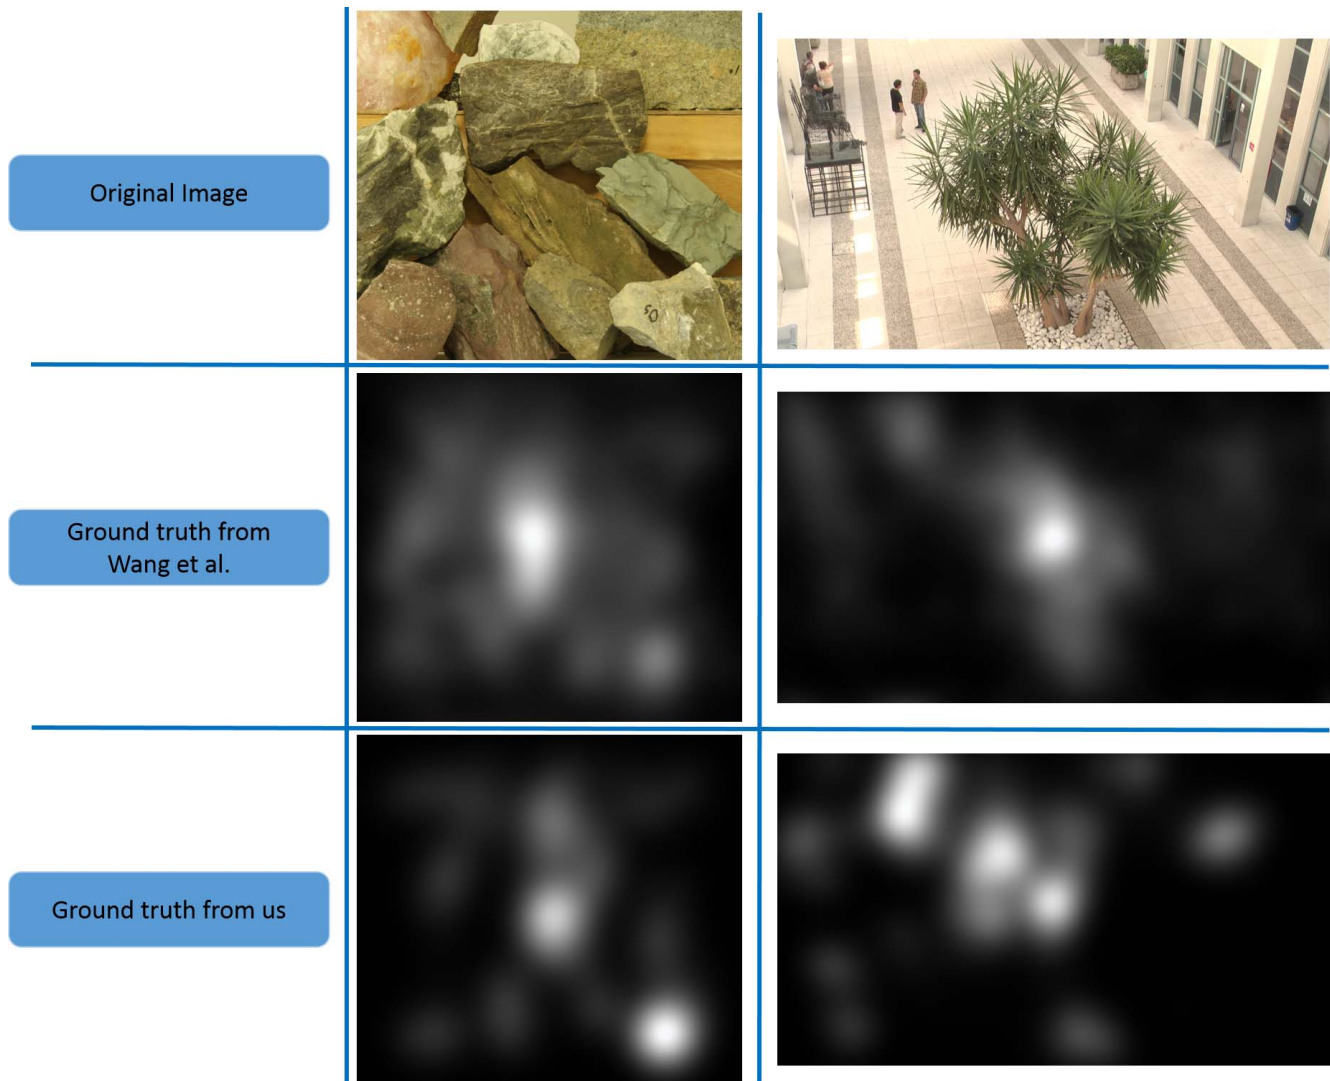 Original Image
Ground truth from
Wang et al.
Ground truth from us